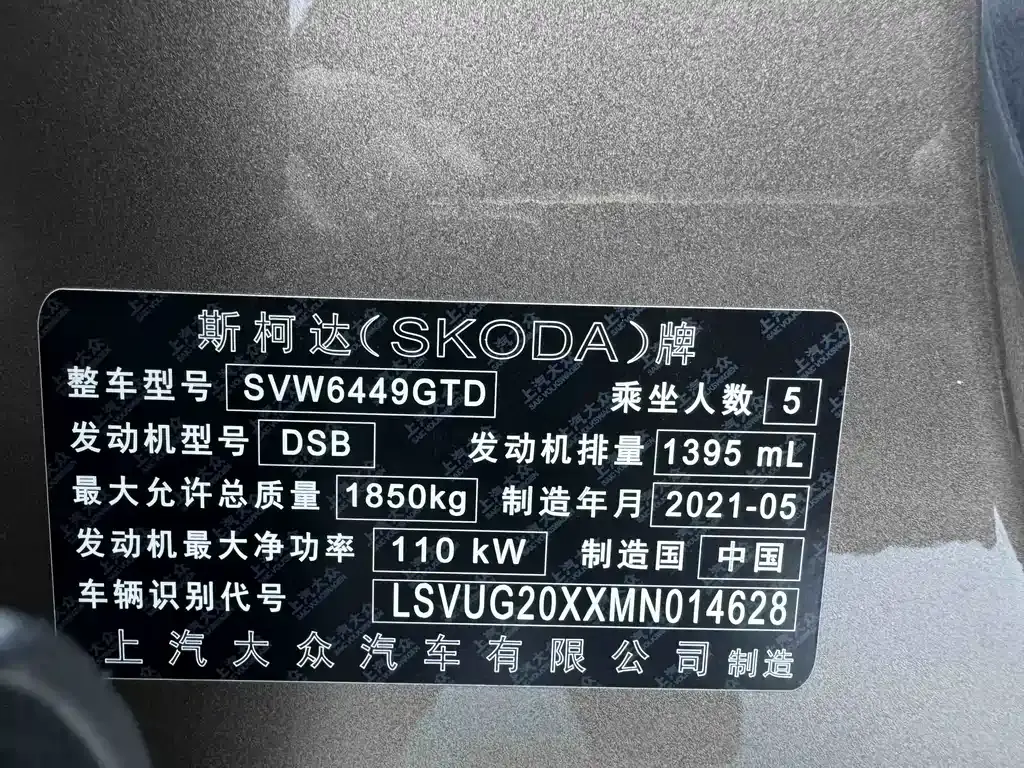 斯柯达(SKODA)牌
整车型号 SVW6449GTD 乘坐人数 5
发动机型号 DSB 发动机排量 1395 mL
最大允许总质量 1850kg 制造年月 2021-05
发动机最大净功率 110 kW 制造国 中国
车辆识别代号 LSVUG20XXMN014628
上汽大众汽车有限公司 制造